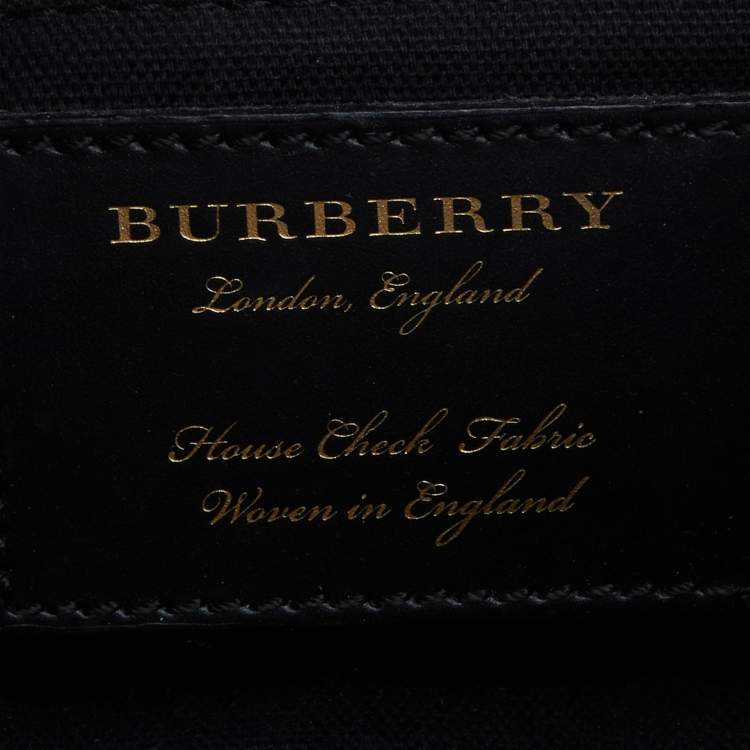 BURBERRY
London, England
House Check Fabric
Woven in England